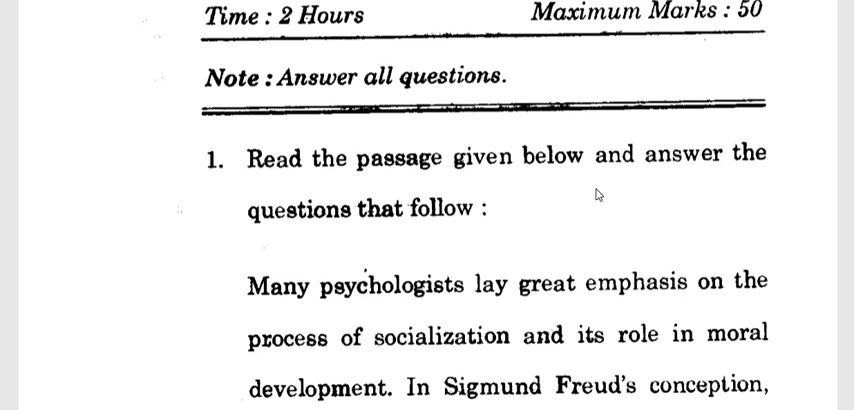 Time : 2 Hours Maximum Marks : 50
Note : Answer all questions.
1. Read the passage given below and answer the
questions that follow :
Many psychologists lay great emphasis on the
process of socialization and its role in moral
development. In Sigmund Freud's conception,